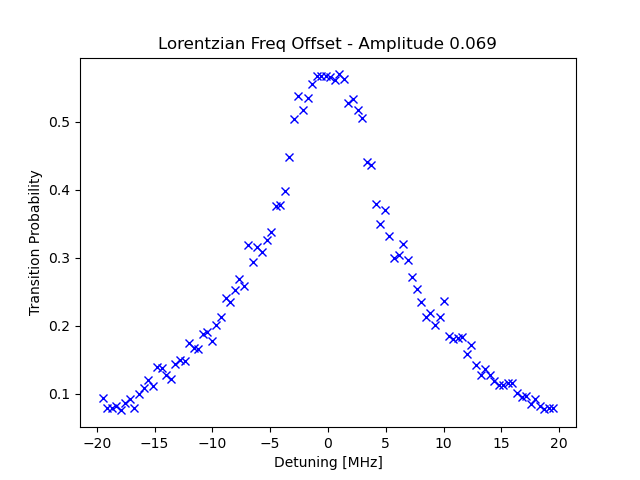 Lorentzian Freq Offset - Amplitude 0.069
Transition Probability
0.5
0.4
0.3
0.2
0.1
−20 −15 −10 −5 0 5 10 15 20
Detuning [MHz]